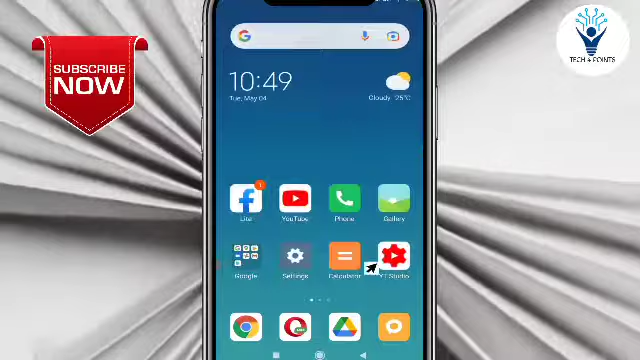 SUBSCRIBE
NOW
TECH 4 POINTS
10:49
Tue, May 04
Cloudy 25°C
Lite
YouTube
Phone
Gallery
Google
Settings
Calculator
YT Studio